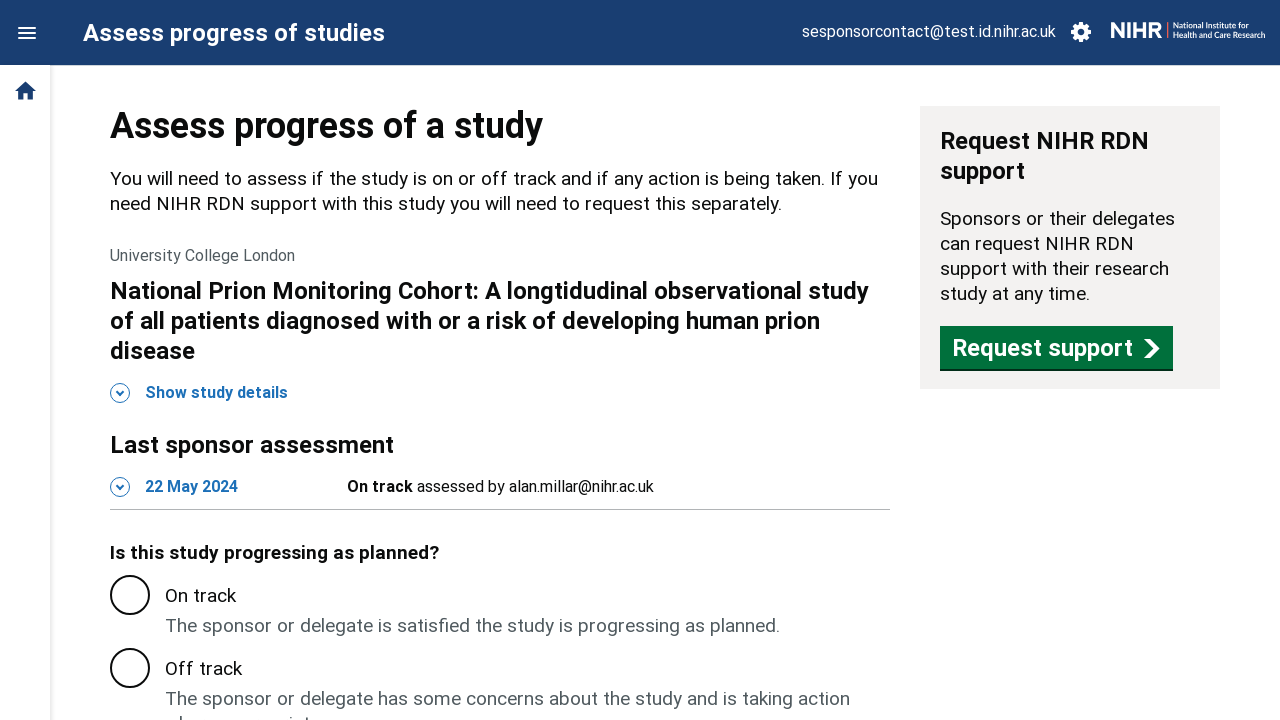 Assess progress of studies
sesponsorcontact@test.id.nihr.ac.uk
NIHR National Institute for
Health and Care Research
Assess progress of a study
You will need to assess if the study is on or off track and if any action is being taken. If you
need NIHR RDN support with this study you will need to request this separately.
University College London
National Prion Monitoring Cohort: A longtidudinal observational study
of all patients diagnosed with or a risk of developing human prion
disease
Show study details
Last sponsor assessment
22 May 2024 On track assessed by alan.millar@nihr.ac.uk
Is this study progressing as planned?
On track
The sponsor or delegate is satisfied the study is progressing as planned.
Off track
The sponsor or delegate has some concerns about the study and is taking action
Request NIHR RDN
support
Sponsors or their delegates
can request NIHR RDN
support with their research
study at any time.
Request support